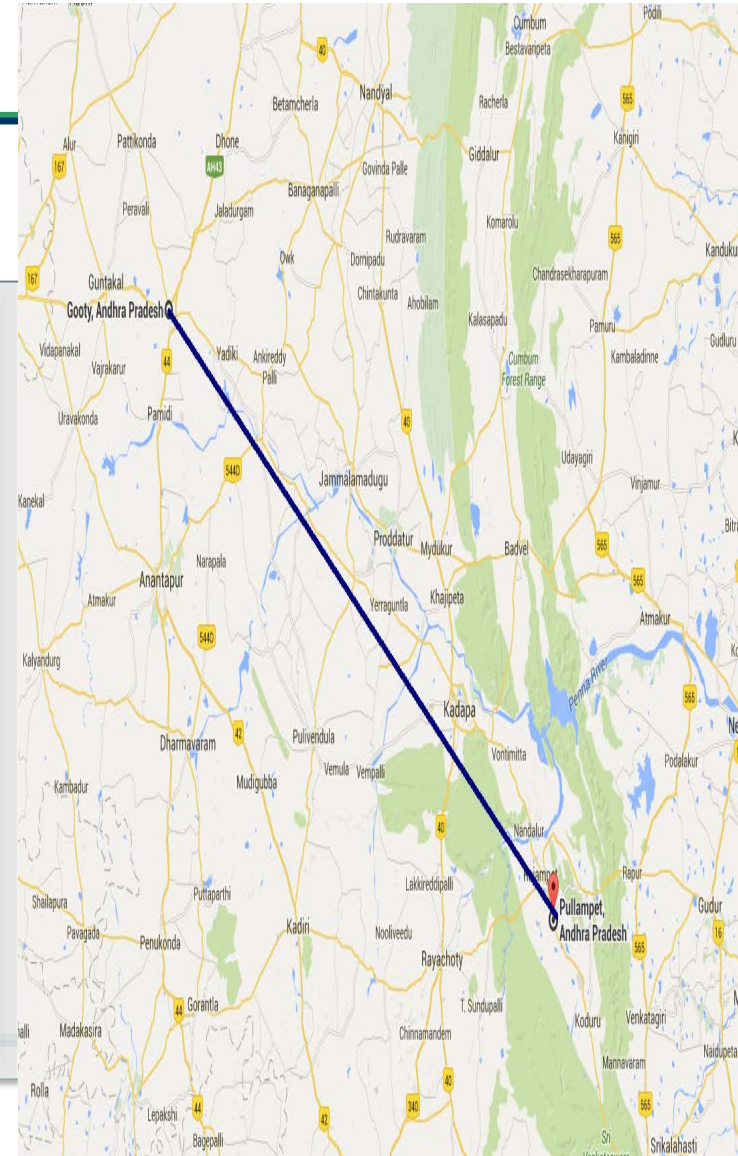 Cumbum
Podili
40
Bestavaripeta
Nandyal
Betamcherla
Racherla
565
Alur
Pattikonda
Dhone
Kanigiri
167
AH43
Giddalur
Govinda Palle
Banaganapalli
Peravali
Jaladurgam
Komarolu
Rudravaram
565
Owk
Dornipadu
Kanduku
167
Guntakal
Chintakunta
Ahobilam
Chandrasekharapuram
Gooty, Andhra Pradesh
Kalasapadu
Pamuru
Vidapanakal
Yadiki
Ankireddy
Palli
Cumbum
Forest Range
Kambaladinne
Gudluru
Vajrakarur
44
Uravakonda
Pamidi
40
Udayagiri
544D
Jammalamadugu
Vinjamur
Kanekal
Proddatur
Mydukur
Badvel
565
Bitra
Narapala
Anantapur
565
Atmakur
Yerraguntla
Khajipeta
Atmakur
544D
Kalyandurg
Penna River
565
Kadapa
Ne
Dharmavaram
42
Pulivendula
Vontimitta
Vemula
Vempalli
Podalakur
Kambadur
Mudigubba
40
Nandalur
Lakkireddipalli
Rapur
Shailapura
Puttaparthi
Pullampet,
Andhra Pradesh
Gudur
Pavagada
Penukonda
Kadiri
Nooliveedu
565
16
Rayachoty
44
Gorantla
T. Sundupalli
Madakasira
Koduru
Venkatagiri
Chinnamandem
Naidupeta
Mannavaram
Rolla
40
Lepakshi
44
42
340
565
Bagepalli
Sri
Srikalahasti